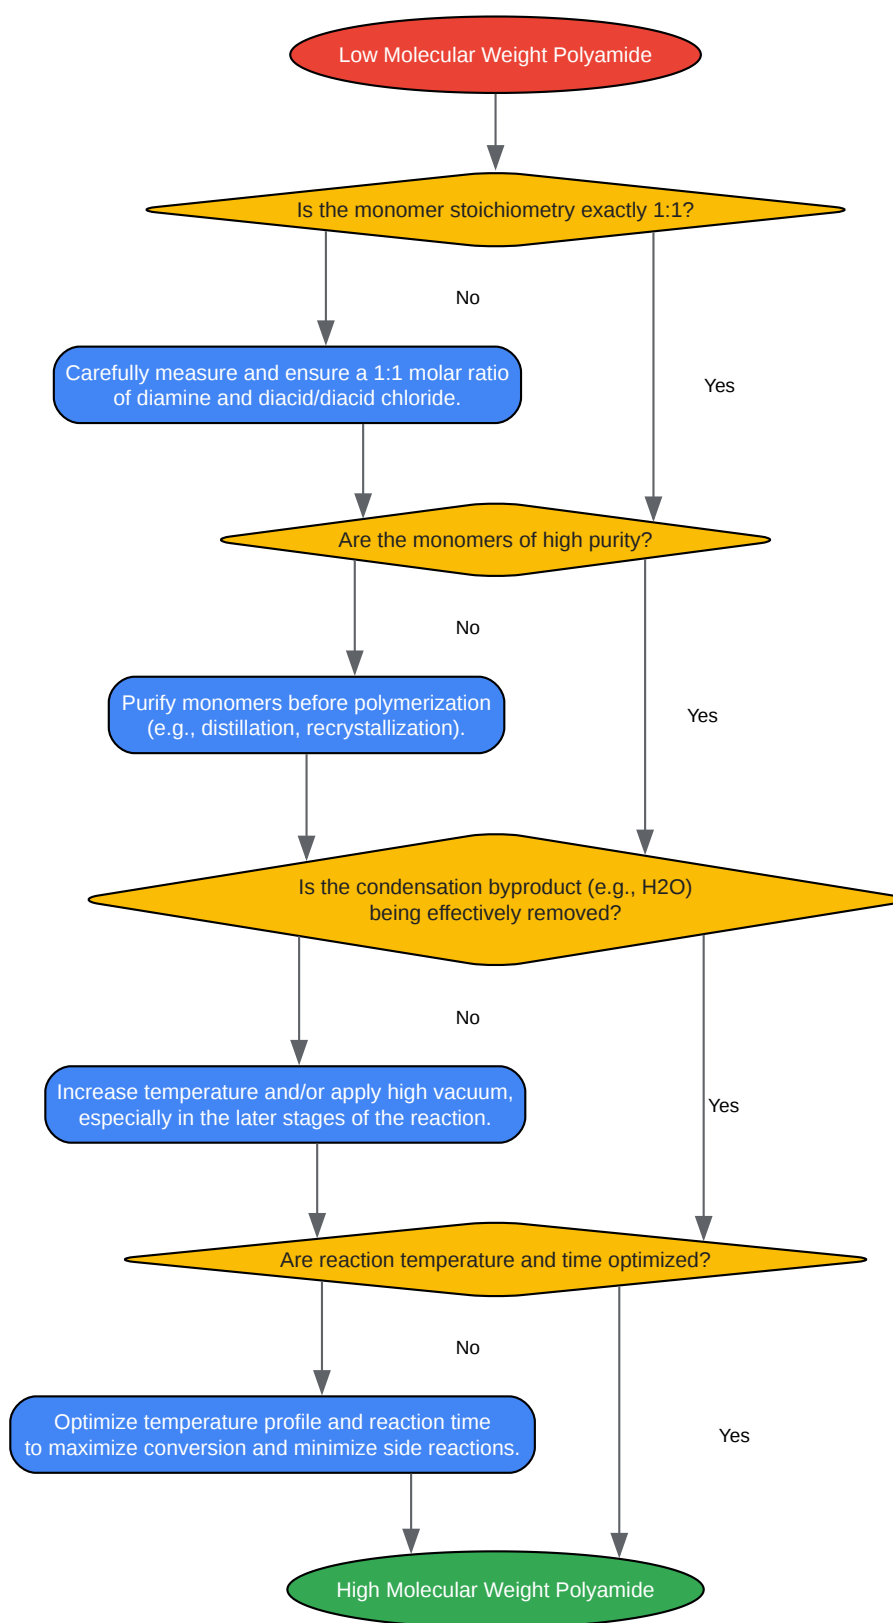 Low Molecular Weight Polyamide
Is the monomer stoichiometry exactly 1:1?
No
Carefully measure and ensure a 1:1 molar ratio
of diamine and diacid/diacid chloride.
Yes
Are the monomers of high purity?
No
Purify monomers before polymerization
(e.g., distillation, recrystallization).
Yes
Is the condensation byproduct (e.g., H2O)
being effectively removed?
No
Increase temperature and/or apply high vacuum,
especially in the later stages of the reaction.
Yes
Are reaction temperature and time optimized?
No
Optimize temperature profile and reaction time
to maximize conversion and minimize side reactions.
Yes
High Molecular Weight Polyamide